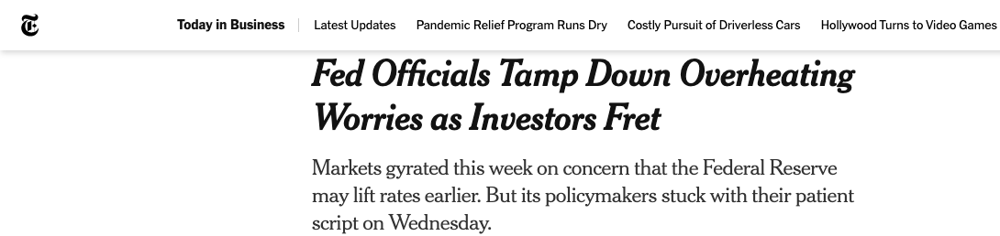 Today in Business Latest Updates Pandemic Relief Program Runs Dry Costly Pursuit of Driverless Cars Hollywood Turns to Video Games
Fed Officials Tamp Down Overheating
Worries as Investors Fret
Markets gyrated this week on concern that the Federal Reserve
may lift rates earlier. But its policymakers stuck with their patient
script on Wednesday.